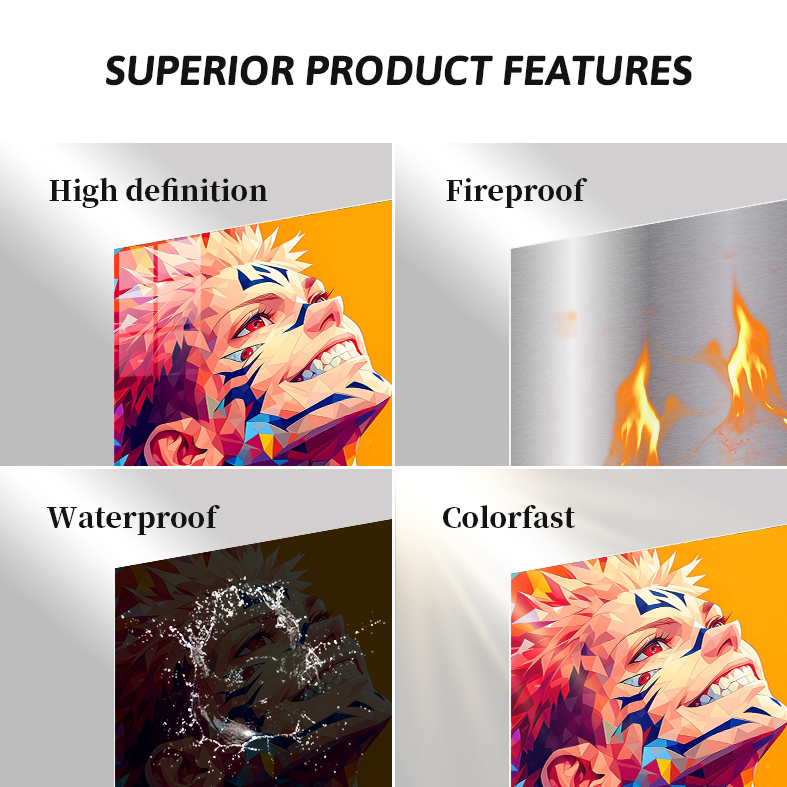 SUPERIOR PRODUCT FEATURES
High definition
Fireproof
Waterproof
Colorfast